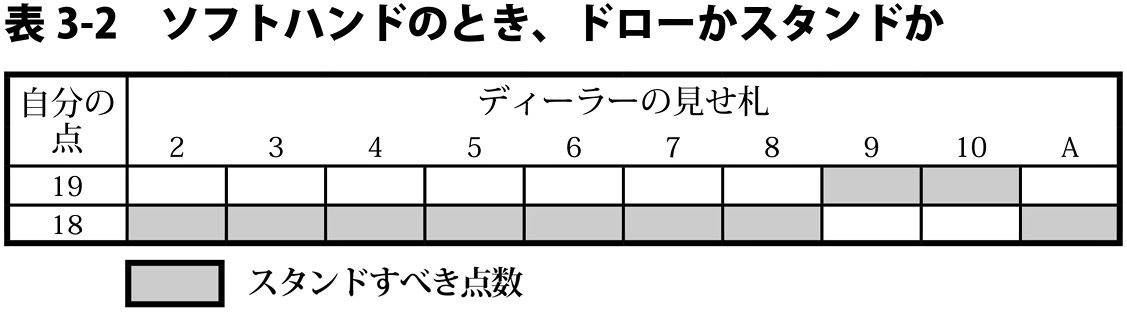 表 3-2　ソフトハンドのとき、ドローかスタンドか
自分の点
ディーラーの見せ札
2 3 4 5 6 7 8 9 10 A
19
18
スタンドすべき点数